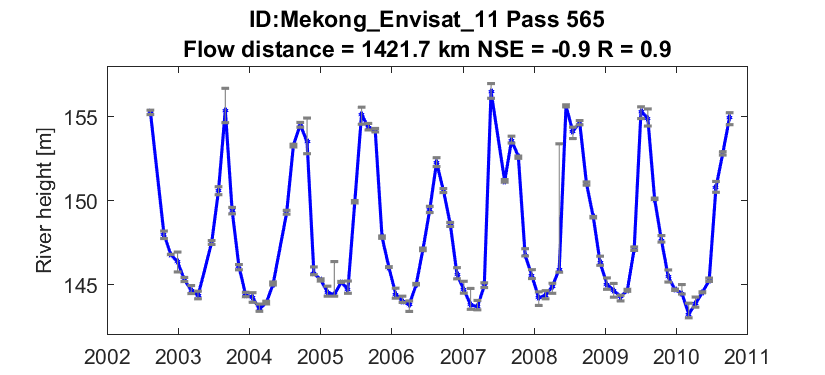 ID:Mekong_Envisat_11 Pass 565
Flow distance = 1421.7 km NSE = -0.9 R = 0.9
River height [m]
155
150
145
2002 2003 2004 2005 2006 2007 2008 2009 2010 2011